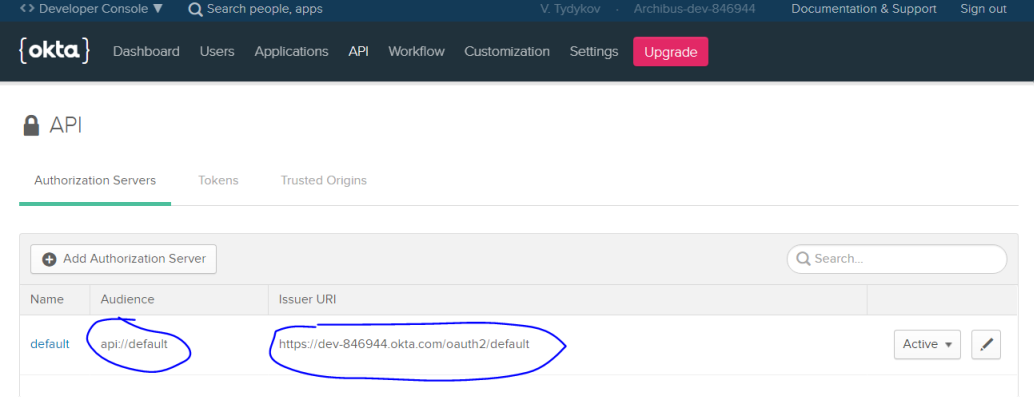 <> Developer Console ▼ Search people, apps V. Tydykov - Archibus-dev-846944 Documentation & Support Sign out
{okta} Dashboard Users Applications API Workflow Customization Settings Upgrade
API
Authorization Servers Tokens Trusted Origins
Add Authorization Server Search...
Name Audience Issuer URI
default api://default https://dev-846944.okta.com/oauth2/default Active ▼